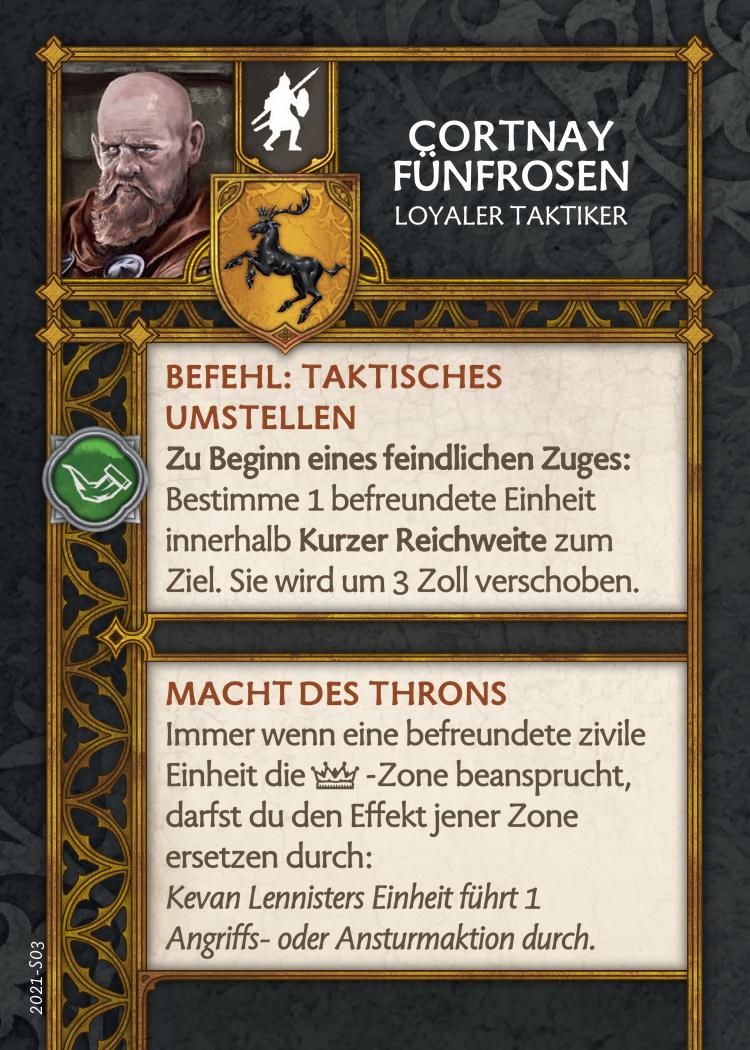 CORTNAY
FÜNFROSEN
LOYALER TAKTIKER
BEFEHL: TAKTISCHES
UMSTELLEN
Zu Beginn eines feindlichen Zuges:
Bestimme 1 befreundete Einheit
innerhalb Kurzer Reichweite zum
Ziel. Sie wird um 3 Zoll verschoben.
MACHT DES THRONS
Immer wenn eine befreundete zivile
Einheit die -Zone beansprucht,
darfst du den Effekt jener Zone
ersetzen durch:
Kevan Lennisters Einheit führt 1
Angriffs- oder Ansturmaktion durch.
2021-S03